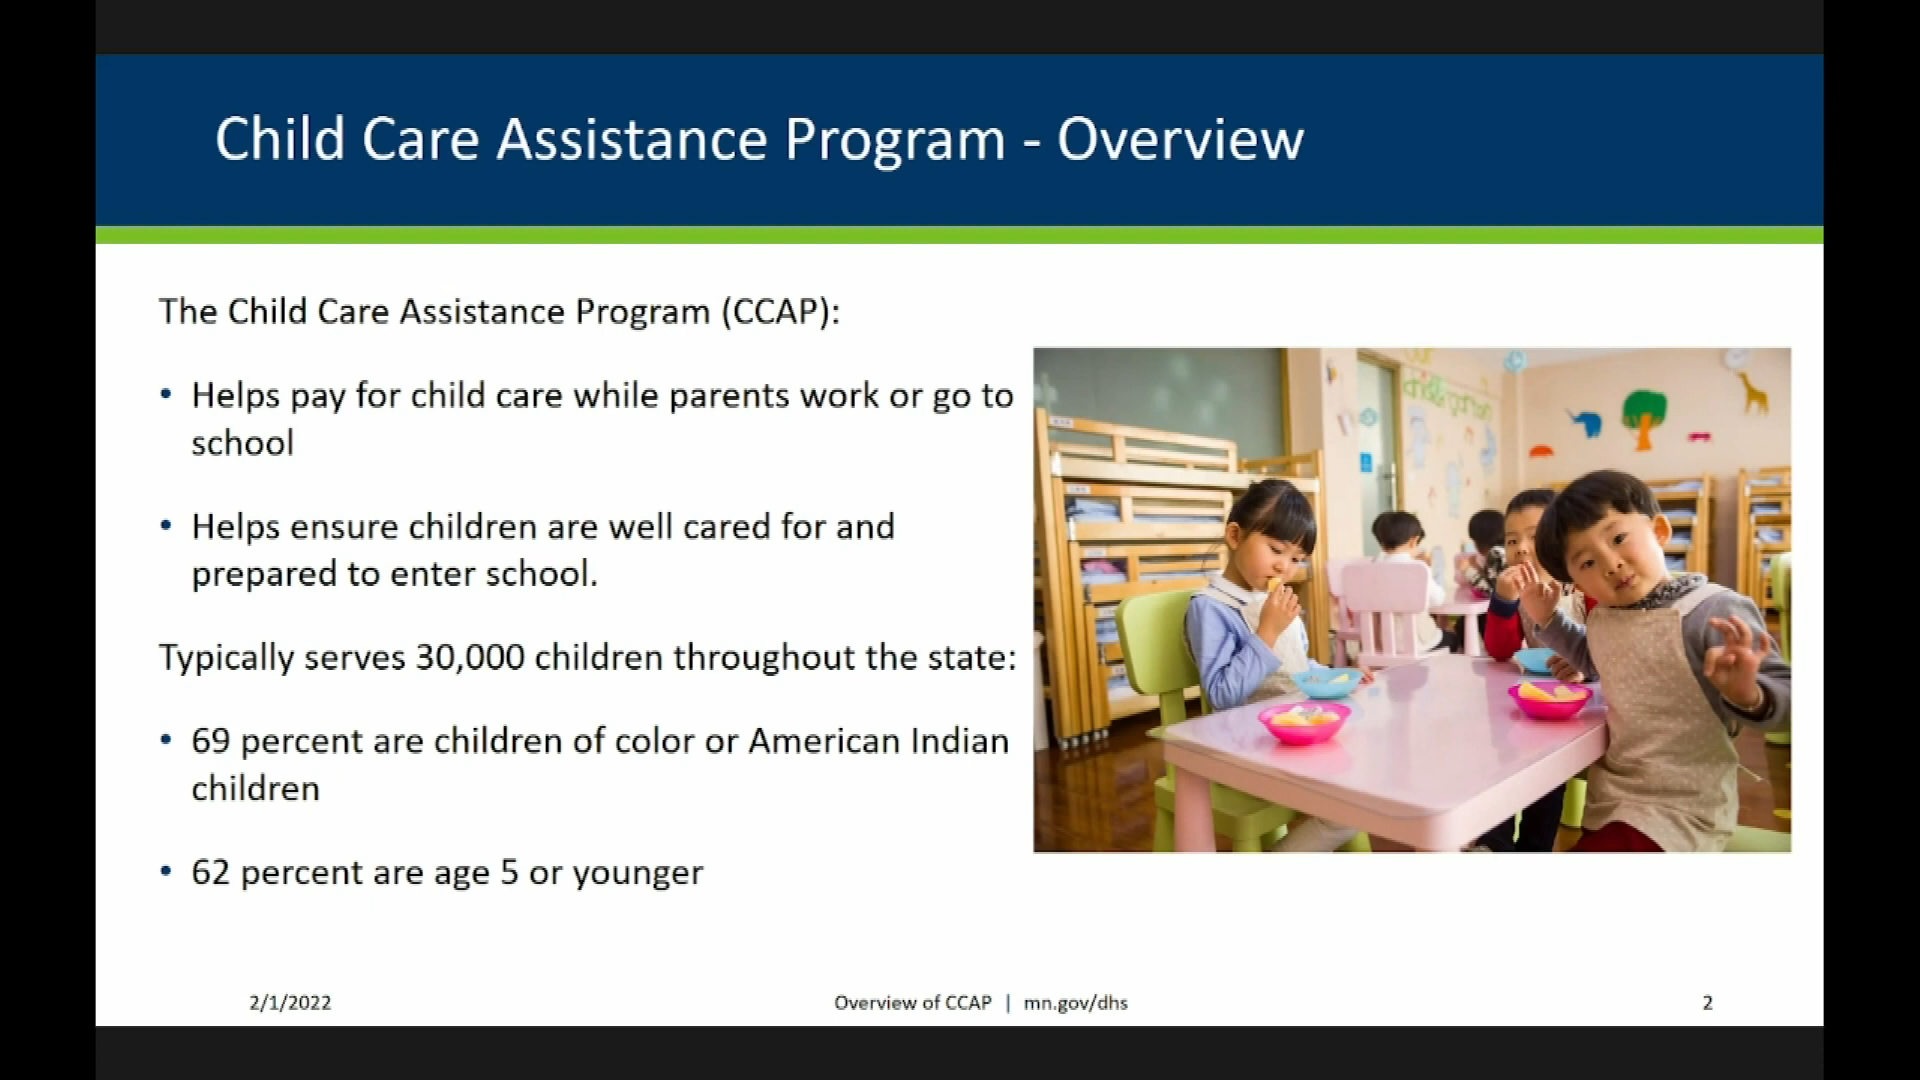 Child Care Assistance Program - Overview
The Child Care Assistance Program (CCAP):
• Helps pay for child care while parents work or go to
school
• Helps ensure children are well cared for and
prepared to enter school.
Typically serves 30,000 children throughout the state:
• 69 percent are children of color or American Indian
children
• 62 percent are age 5 or younger
2/1/2022
Overview of CCAP | mn.gov/dhs
2